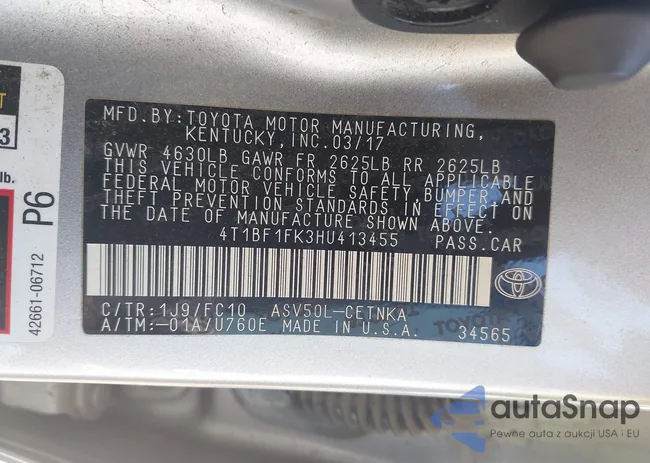 MFD. BY: TOYOTA MOTOR MANUFACTURING,
KENTUCKY, INC. 03/17
GVWR 4630LB GAWR FR 2625LB RR 2625LB
THIS VEHICLE CONFORMS TO ALL APPLICABLE
FEDERAL MOTOR VEHICLE SAFETY, BUMPER AND
THEFT PREVENTION STANDARDS IN EFFECT ON
THE DATE OF MANUFACTURE SHOWN ABOVE.
4T1BF1FK3HU413455 PASS.CAR
C/TR: 1J9/FC10 ASV50L-CETNKA
A/TM:-01A/U760E MADE IN U.S.A. 34565
P6
42661-06712
3
lb.
autaSnap
Pewne auta z aukcji USA i EU